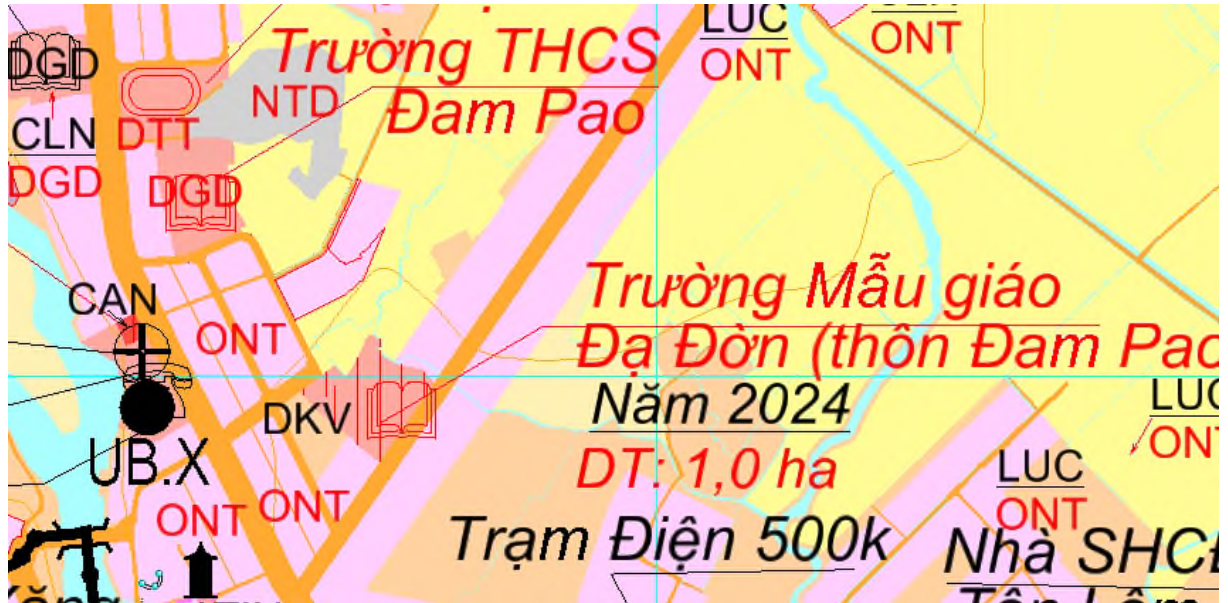 LUC
ONT
ONT
Trường THCS
Đam Pao
DGD
NTD
CLN
DGD
DTT
DGD
Trường Mẫu giáo
Đạ Đờn (thôn Đam Pao
CAN
ONT
Năm 2024
DT: 1,0 ha
DKV
LUC
ONT
UB.X
LUC
ONT
ONT
ONT
Trạm Điện 500k
Nhà SHC